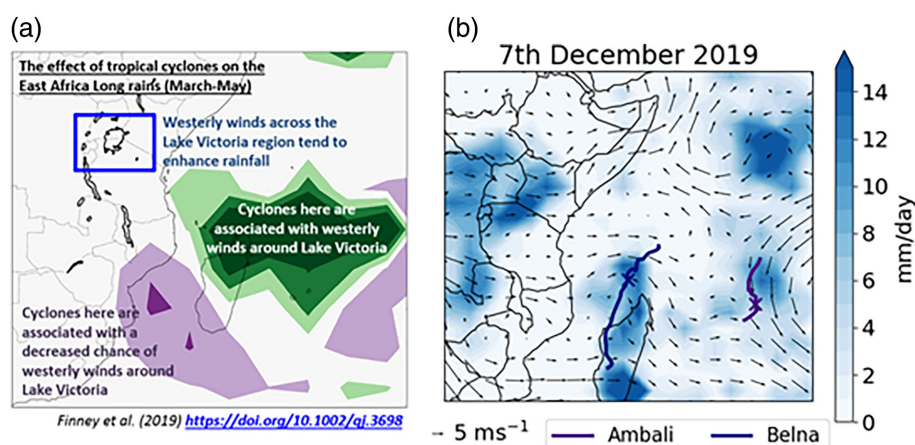 (a)
The effect of tropical cyclones on the
East Africa Long rains (March-May)
Westerly winds across the
Lake Victoria region tend to
enhance rainfall
Cyclones here are
associated with westerly
winds around Lake Victoria
Cyclones here are
associated with a
decreased chance of
westerly winds around
Lake Victoria
Finney et al. (2019) https://doi.org/10.1002/qj.3698
(b)
7th December 2019
14
12
10
8
6
4
2
0
mm/day
5 ms⁻¹
Ambali
Belna